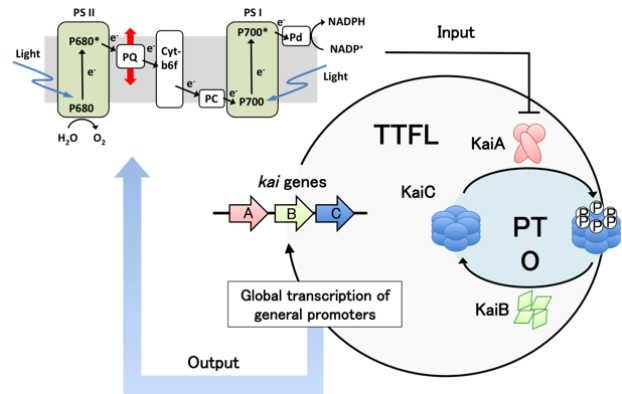 PS II
PS I
P680*
e-
PQ
e-
Cyt-
b6f
e-
P700*
e-
Pd
NADPH
NADP+
Light
e-
P680
H2O
O2
e-
PC
e-
e-
P700
Light
Input
TTFL
KaiA
kai genes
KaiC
A
B
C
P
P
P
P
P
P
PT
O
Global transcription of
general promoters
KaiB
Output